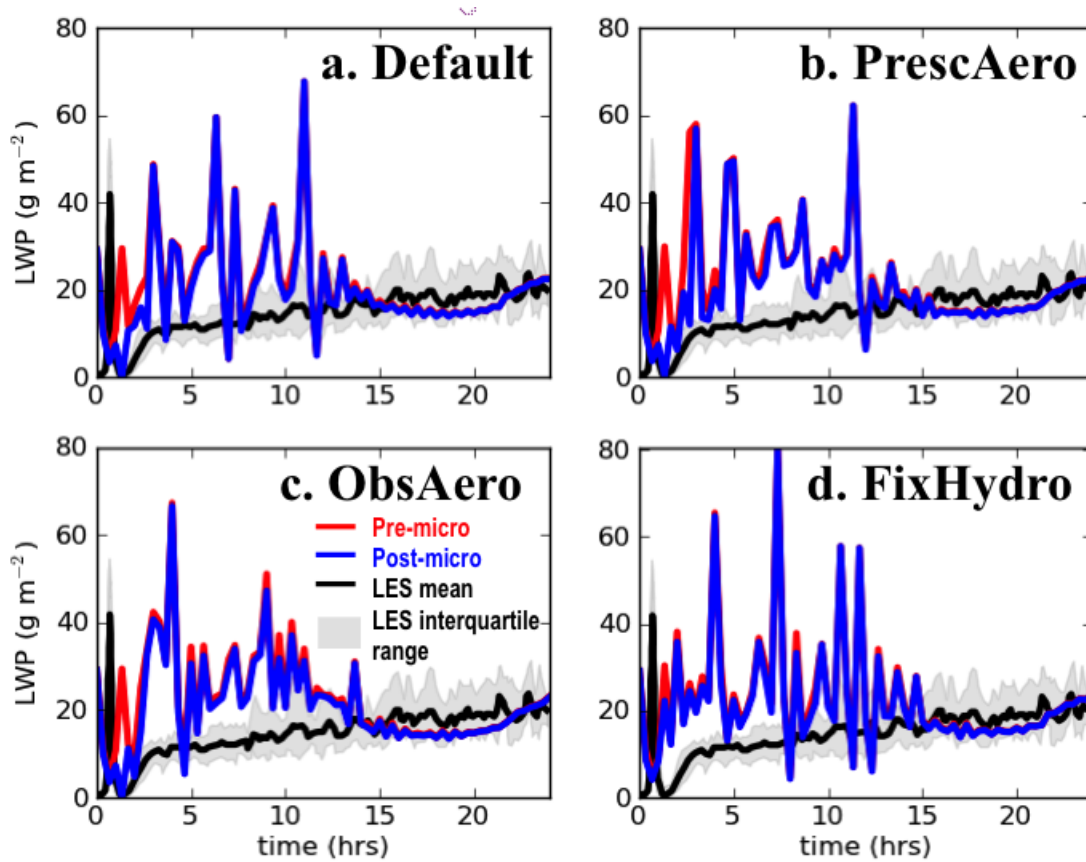 80
60
40
20
0
LWP (g m⁻²)
a. Default
0 5 10 15 20
80
60
40
20
0
b. PrescAero
0 5 10 15 20
80
60
40
20
0
LWP (g m⁻²)
c. ObsAero
Pre-micro
Post-micro
LES mean
LES interquartile
range
0 5 10 15 20
time (hrs)
80
60
40
20
0
d. FixHydro
0 5 10 15 20
time (hrs)